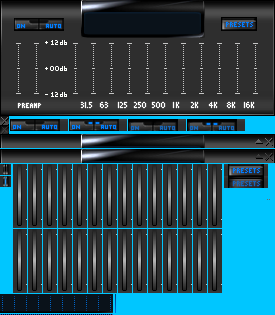 ON AUTO PRESETS
+12db
+00db
-12db
PREAMP 31.5 63 125 250 500 1K 2K 4K 8K 16K
ON AUTO ON AUTO ON AUTO ON AUTO
PRESETS
PRESETS